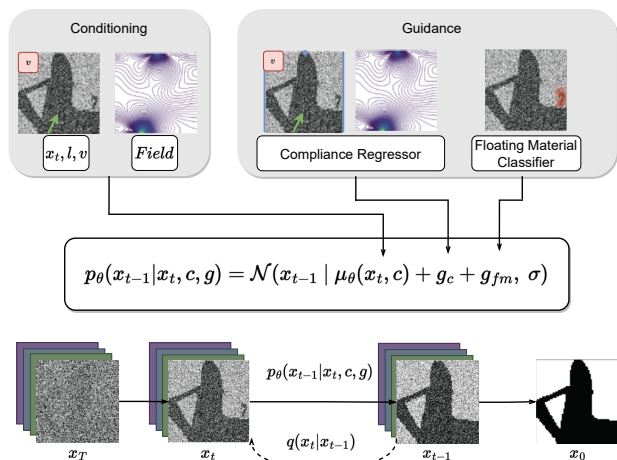 Conditioning
Guidance
v
v
x_t, l, v
Field
Compliance Regressor
Floating Material
Classifier
p_θ(x_{t-1}|x_t, c, g) = 𝒩(x_{t-1} | μ_θ(x_t, c) + g_c + g_{fm}, σ)
p_θ(x_{t-1}|x_t, c, g)
q(x_t|x_{t-1})
x_T
x_t
x_{t-1}
x_0